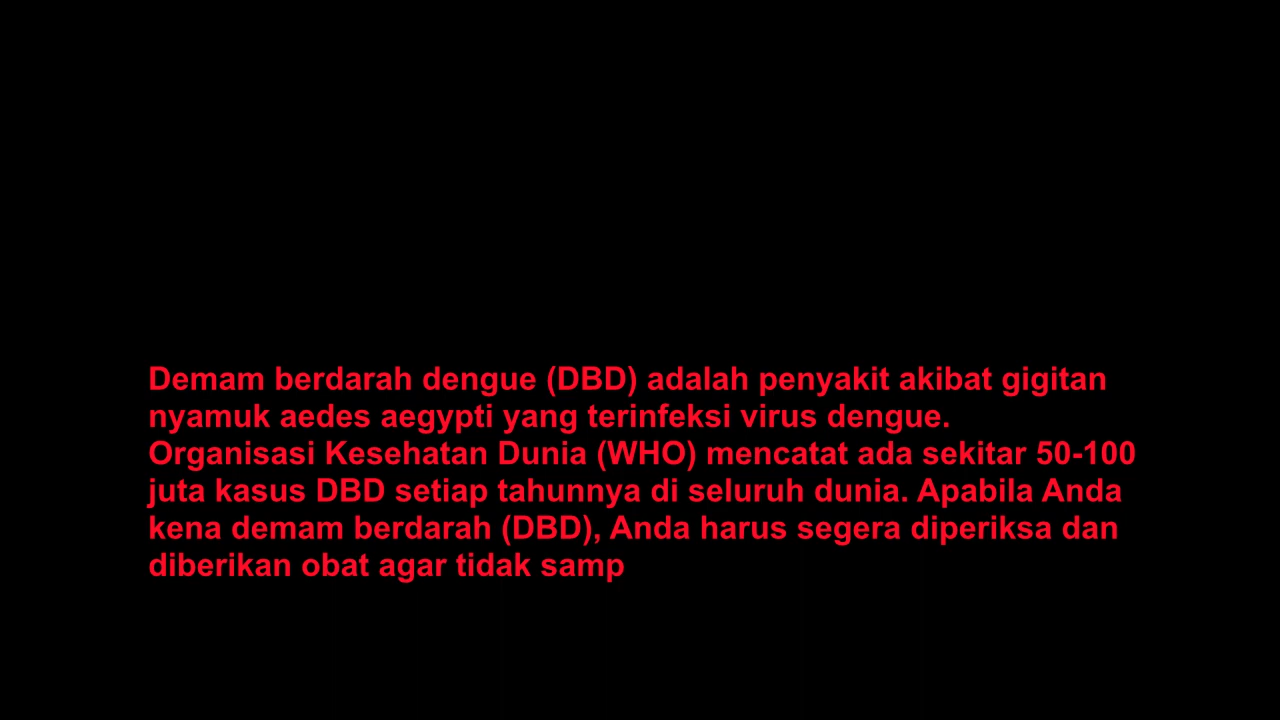 Demam berdarah dengue (DBD) adalah penyakit akibat gigitan
nyamuk aedes aegypti yang terinfeksi virus dengue.
Organisasi Kesehatan Dunia (WHO) mencatat ada sekitar 50-100
juta kasus DBD setiap tahunnya di seluruh dunia. Apabila Anda
kena demam berdarah (DBD), Anda harus segera diperiksa dan
diberikan obat agar tidak samp